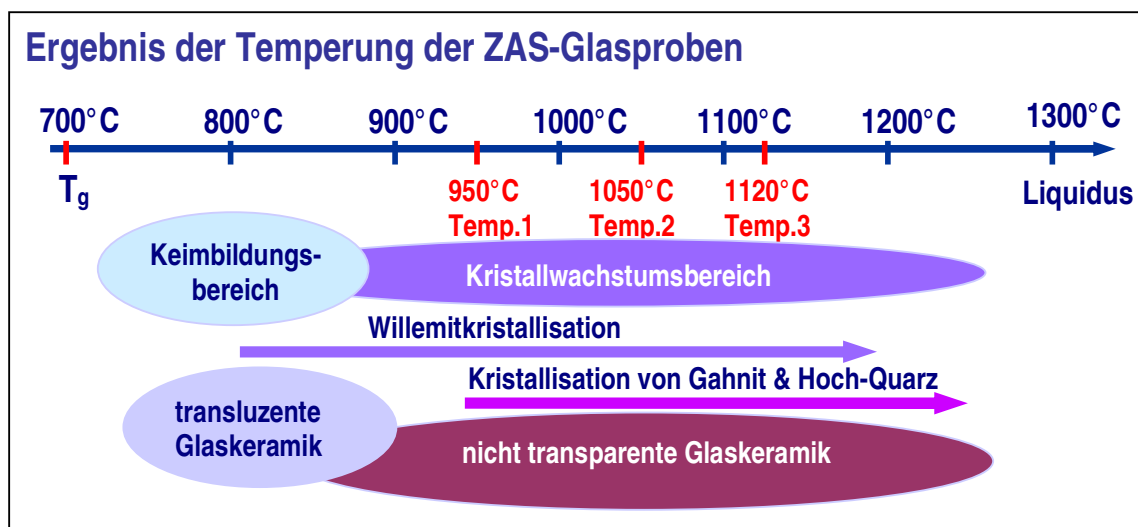 Ergebnis der Temperung der ZAS-Glasproben
700°C 800°C 900°C 1000°C 1100°C 1200°C 1300°C
Tg Liquidus
950°C 1050°C 1120°C
Temp.1 Temp.2 Temp.3
Keimbildungs-
bereich
Kristallwachstumsbereich
Willemitkristallisation
Kristallisation von Gahnit & Hoch-Quarz
transluzente
Glaskeramik
nicht transparente Glaskeramik